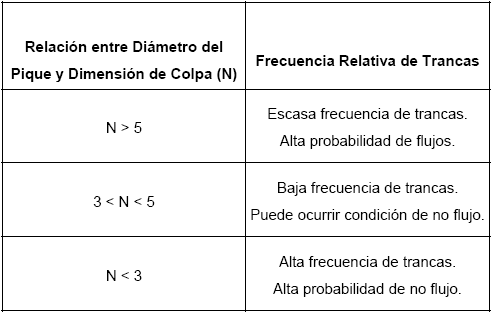 Relación entre Diámetro del
Pique y Dimensión de Colpa (N)
Frecuencia Relativa de Trancas
N > 5
Escasa frecuencia de trancas.
Alta probabilidad de flujos.
3 < N < 5
Baja frecuencia de trancas.
Puede ocurrir condición de no flujo.
N < 3
Alta frecuencia de trancas.
Alta probabilidad de no flujo.